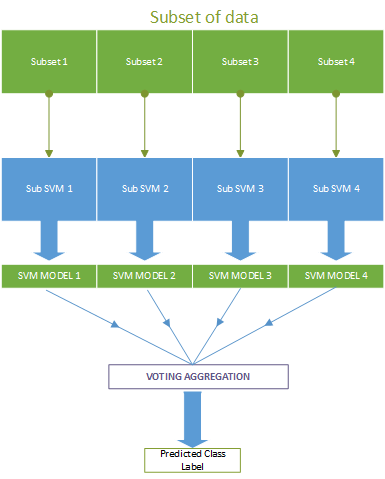 Subset of data
Subset 1 Subset 2 Subset 3 Subset 4
Sub SVM 1 Sub SVM 2 Sub SVM 3 Sub SVM 4
SVM MODEL 1 SVM MODEL 2 SVM MODEL 3 SVM MODEL 4
VOTING AGGREGATION
Predicted Class
Label